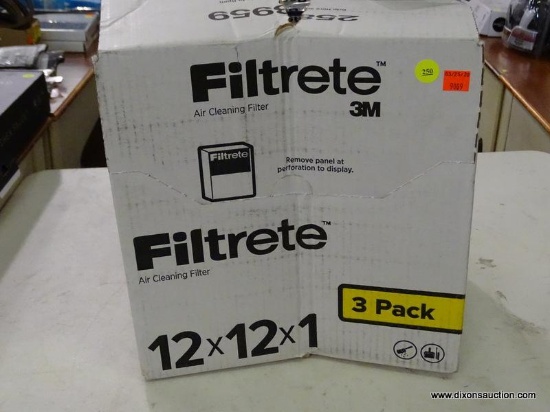 Filtrete™
3M
Air Cleaning Filter
Filtrete
Remove panel at
perforation to display.
Filtrete™
Air Cleaning Filter
3 Pack
12x12x1
www.dixonsauction.com